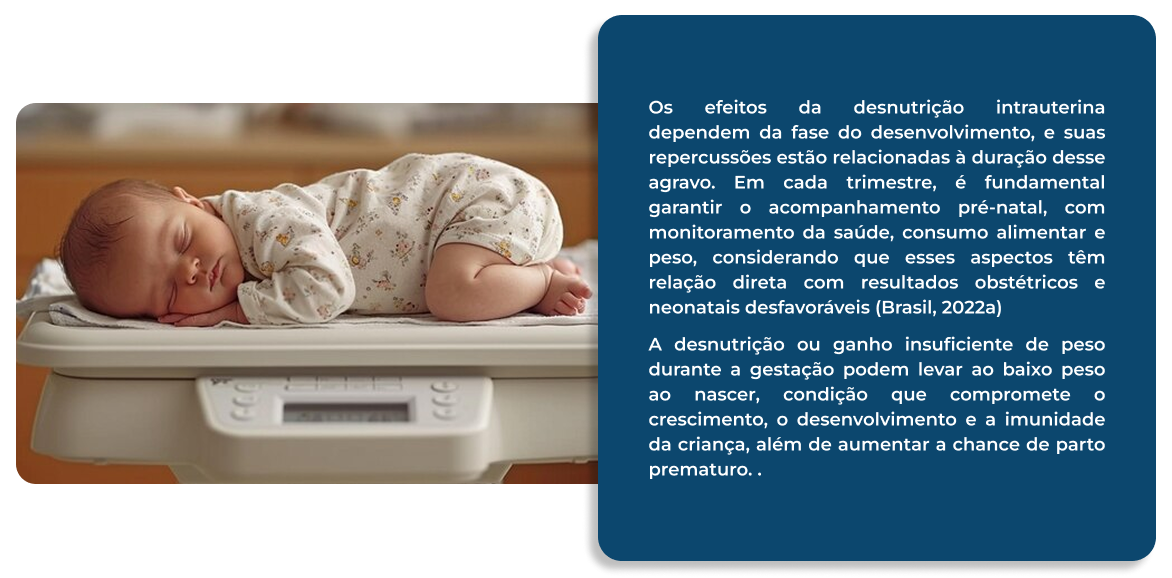 Os efeitos da desnutrição intrauterina
dependem da fase do desenvolvimento, e suas
repercussões estão relacionadas à duração desse
agravo. Em cada trimestre, é fundamental
garantir o acompanhamento pré-natal, com
monitoramento da saúde, consumo alimentar e
peso, considerando que esses aspectos têm
relação direta com resultados obstétricos e
neonatais desfavoráveis (Brasil, 2022a)
A desnutrição ou ganho insuficiente de peso
durante a gestação podem levar ao baixo peso
ao nascer, condição que compromete o
crescimento, o desenvolvimento e a imunidade
da criança, além de aumentar a chance de parto
prematuro. .